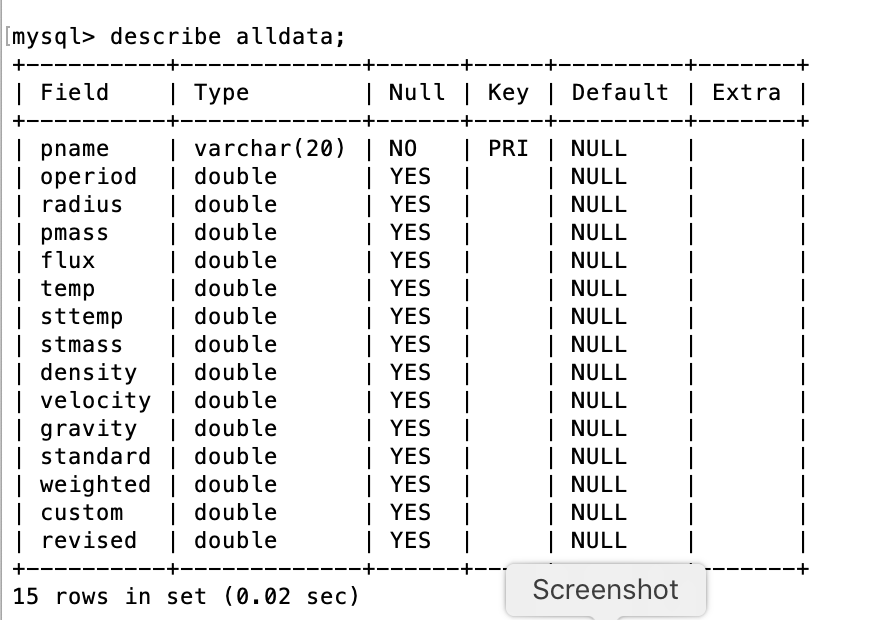 [mysql> describe alldata;
+----------+-------------+------+-----+---------+-------+
| Field    | Type        | Null | Key | Default | Extra |
+----------+-------------+------+-----+---------+-------+
| pname    | varchar(20) | NO   | PRI | NULL    |       |
| operiod  | double      | YES  |     | NULL    |       |
| radius   | double      | YES  |     | NULL    |       |
| pmass    | double      | YES  |     | NULL    |       |
| flux     | double      | YES  |     | NULL    |       |
| temp     | double      | YES  |     | NULL    |       |
| sttemp   | double      | YES  |     | NULL    |       |
| stmass   | double      | YES  |     | NULL    |       |
| density  | double      | YES  |     | NULL    |       |
| velocity | double      | YES  |     | NULL    |       |
| gravity  | double      | YES  |     | NULL    |       |
| standard | double      | YES  |     | NULL    |       |
| weighted | double      | YES  |     | NULL    |       |
| custom   | double      | YES  |     | NULL    |       |
| revised  | double      | YES  |     | NULL    |       |
+----------+-------------+------+-----+---------+-------+
15 rows in set (0.02 sec)
Screenshot